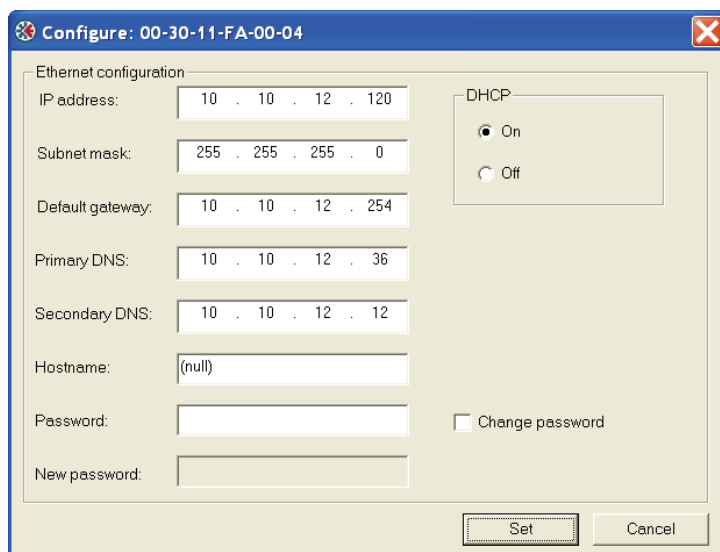 Configure: 00-30-11-FA-00-04
Ethernet configuration
IP address: 10 . 10 . 12 . 120
DHCP
On
Subnet mask: 255 . 255 . 255 . 0
Off
Default gateway: 10 . 10 . 12 . 254
Primary DNS: 10 . 10 . 12 . 36
Secondary DNS: 10 . 10 . 12 . 12
Hostname: (null)
Password:
Change password
New password:
Set Cancel